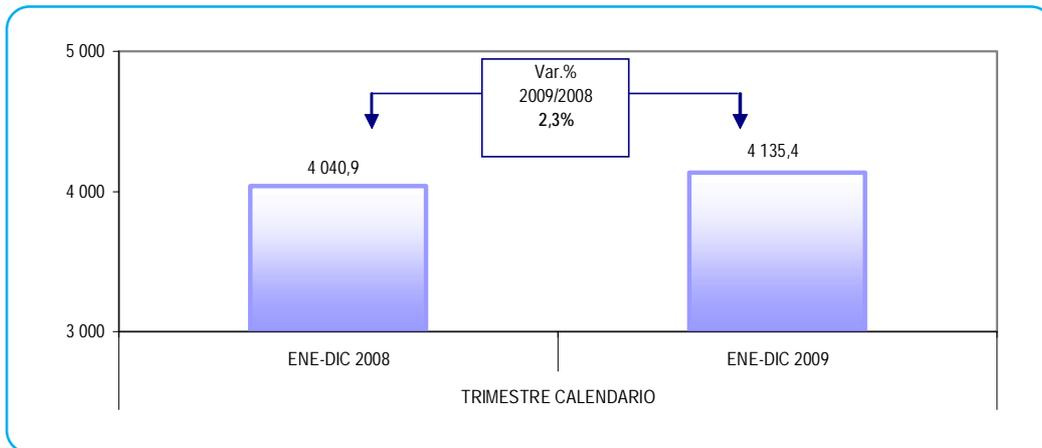 5 000
Var.%
2009/2008
2,3%
4 040,9
4 135,4
4 000
3 000
ENE-DIC 2008
ENE-DIC 2009
TRIMESTRE CALENDARIO